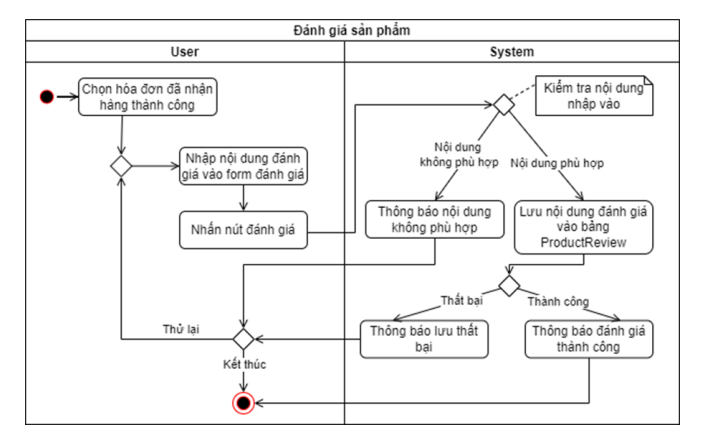 Đánh giá sản phẩm
User
System
Chọn hóa đơn đã nhận
hàng thành công
Kiểm tra nội dung
nhập vào
Nhập nội dung đánh
giá vào form đánh giá
Nội dung
không phù hợp
Nội dung phù hợp
Nhấn nút đánh giá
Thông báo nội dung
không phù hợp
Lưu nội dung đánh giá
vào bảng
ProductReview
Thất bại
Thành công
Thử lại
Thông báo lưu thất
bại
Thông báo đánh giá
thành công
Kết thúc